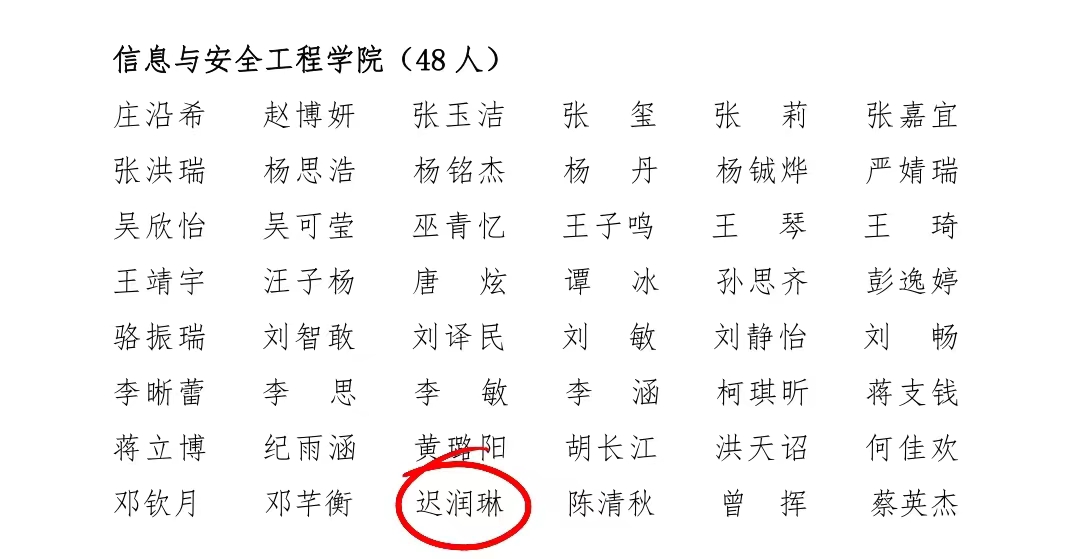 信息与安全工程学院（48 人）
庄沿希 赵博妍 张玉洁 张 玺 张 莉 张嘉宜
张洪瑞 杨思浩 杨铭杰 杨 丹 杨铖烨 严婧瑞
吴欣怡 吴可莹 巫青忆 王子鸣 王 琴 王 琦
王靖宇 汪子杨 唐 炫 谭 冰 孙思齐 彭逸婷
骆振瑞 刘智敢 刘译民 刘 敏 刘静怡 刘 畅
李晰蕾 李 思 李 敏 李 涵 柯琪昕 蒋支钱
蒋立博 纪雨涵 黄璐阳 胡长江 洪天诏 何佳欢
邓钦月 邓芊衡 迟润琳 陈清秋 曾 挥 蔡英杰